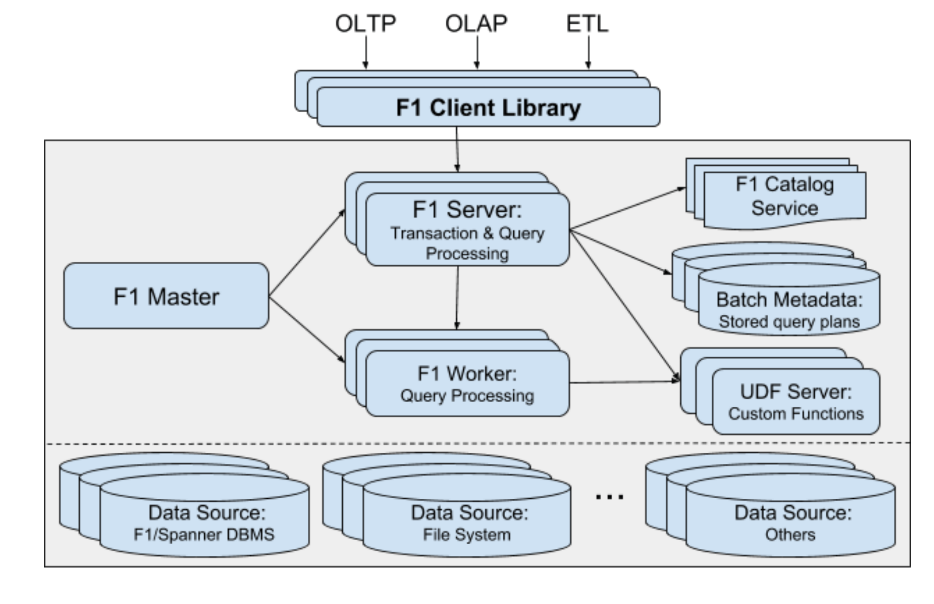 OLTP OLAP ETL
F1 Client Library
F1 Server:
Transaction & Query
Processing
F1 Catalog
Service
F1 Master
Batch Metadata:
Stored query plans
F1 Worker:
Query Processing
UDF Server:
Custom Functions
Data Source:
F1/Spanner DBMS
Data Source:
File System
...
Data Source:
Others